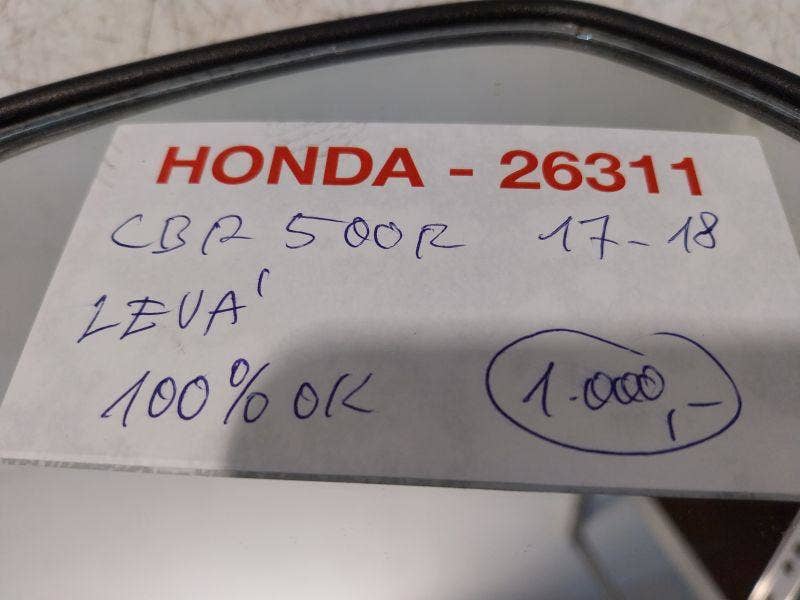 HONDA - 26311
CBR 500R 17-18
LEVÁ
100% OK
1.000,-